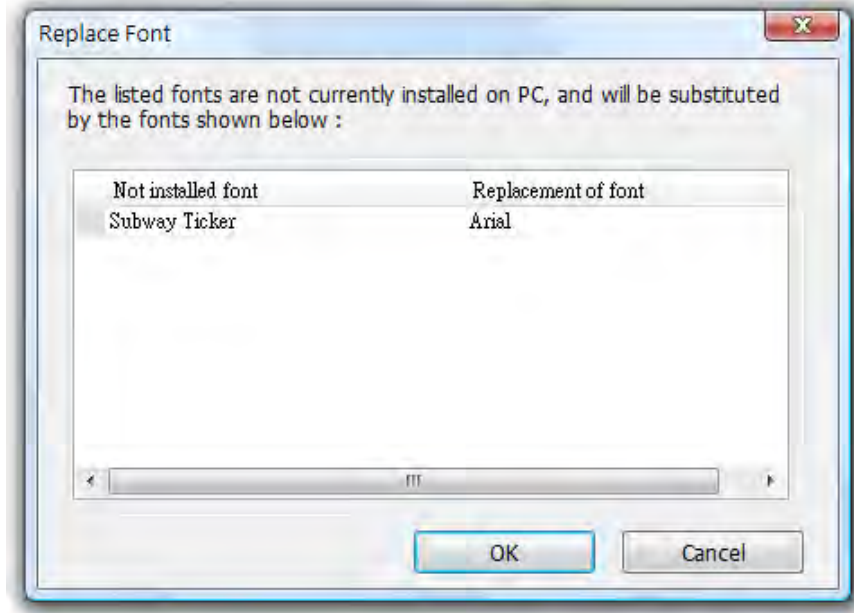 Replace Font
The listed fonts are not currently installed on PC, and will be substituted
by the fonts shown below :
Not installed font Replacement of font
Subway Ticker Arial
OK Cancel